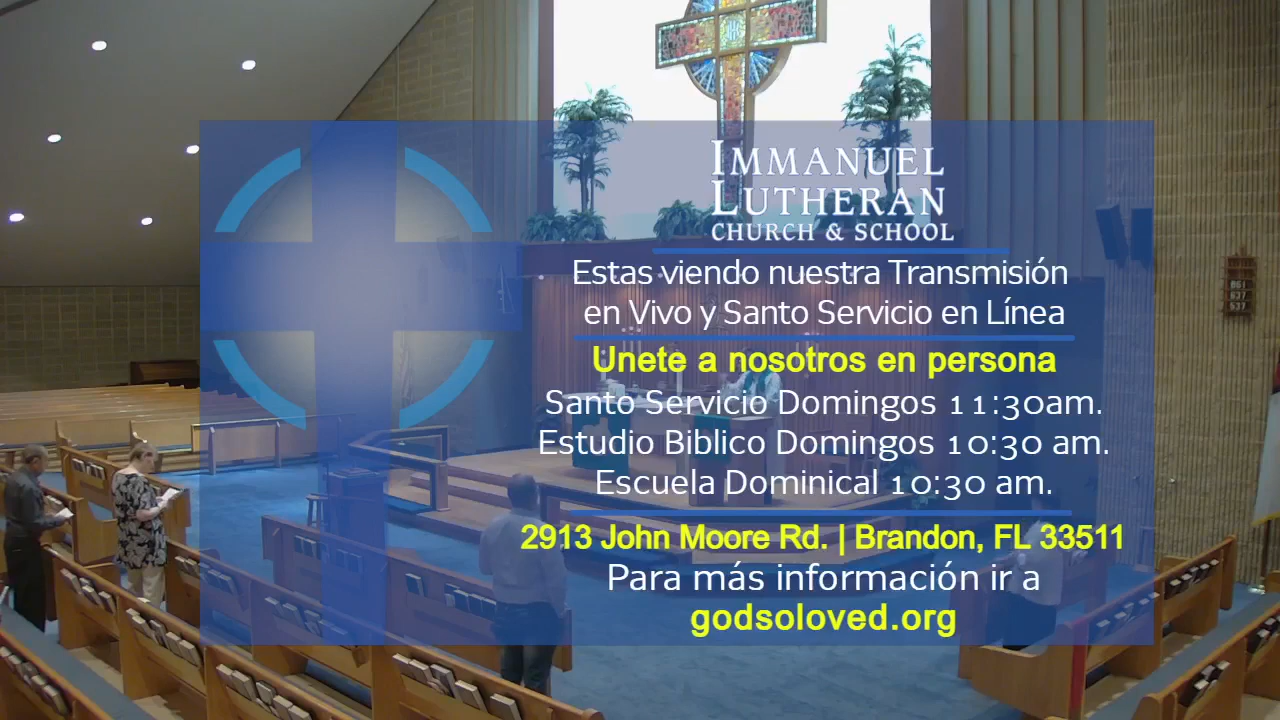 IMMANUEL
LUTHERAN
CHURCH & SCHOOL
Estas viendo nuestra Transmisión
en Vivo y Santo Servicio en Línea
Unete a nosotros en persona
Santo Servicio Domingos 11:30am.
Estudio Biblico Domingos 10:30 am.
Escuela Dominical 10:30 am.
2913 John Moore Rd. | Brandon, FL 33511
Para más información ir a
godsoloved.org